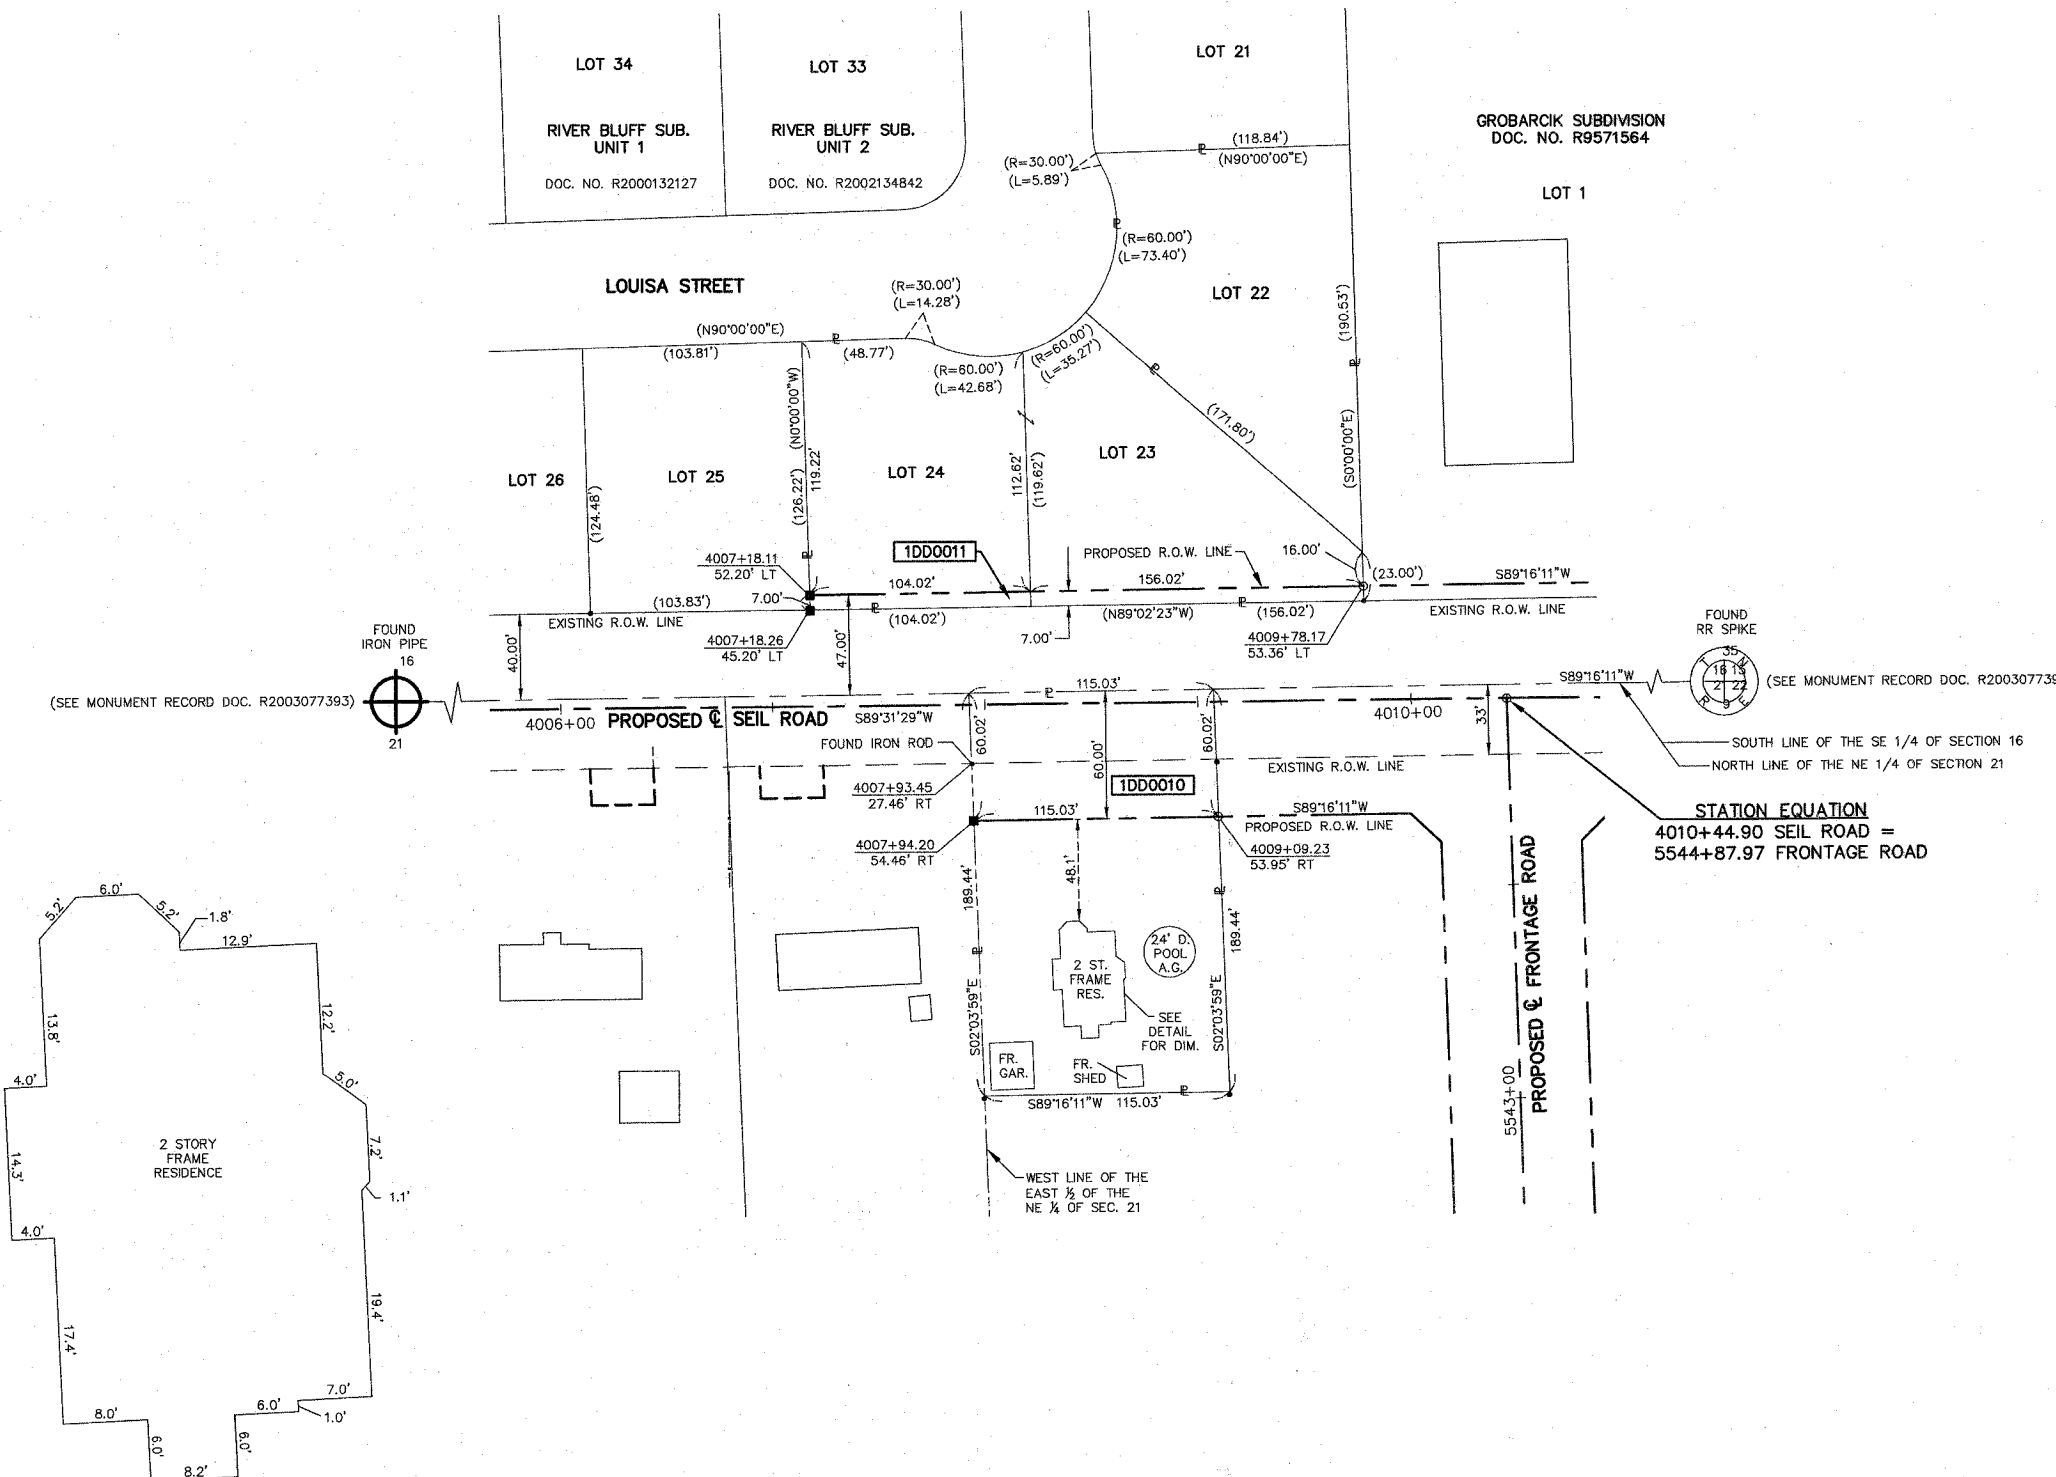 LOT 34
LOT 33
LOT 21
RIVER BLUFF SUB.
UNIT 1
DOC. NO. R2000132127
RIVER BLUFF SUB.
UNIT 2
DOC. NO. R2002134842
GROBARCIK SUBDIVISION
DOC. NO. R9571564
LOT 1
(118.84')
(N90°00'00"E)
(R=30.00')
(L=5.89')
(R=60.00')
(L=73.40')
LOUISA STREET
(R=30.00')
(L=14.28')
LOT 22
(N90°00'00"E)
(103.81')
(48.77')
(R=60.00')
(L=42.68')
(R=60.00')
(L=35.27')
(190.53')
(S0°00'00"E)
(171.80')
(N0°00'00"W)
(126.22')
119.22'
112.62'
(119.62')
(124.48')
LOT 26
LOT 25
LOT 24
LOT 23
4007+18.11
52.20' LT
1DD0011
PROPOSED R.O.W. LINE
16.00'
(23.00')
S89°16'11"W
104.02'
156.02'
7.00'
(103.83')
EXISTING R.O.W. LINE
(104.02')
(N89°02'23"W)
(156.02')
EXISTING R.O.W. LINE
4007+18.26
45.20' LT
7.00'
4009+78.17
53.36' LT
40.00'
47.00'
FOUND
IRON PIPE
16
21
(SEE MONUMENT RECORD DOC. R2003077393)
FOUND
RR SPIKE
35
T
N
16
15
21
22
R
9
E
(SEE MONUMENT RECORD DOC. R200307739
S89°16'11"W
115.03'
4006+00
PROPOSED ℄ SEIL ROAD
S89°31'29"W
4010+00
33'
FOUND IRON ROD
60.02'
60.00'
60.02'
SOUTH LINE OF THE SE 1/4 OF SECTION 16
NORTH LINE OF THE NE 1/4 OF SECTION 21
EXISTING R.O.W. LINE
4007+93.45
27.46' RT
1DD0010
115.03'
S89°16'11"W
PROPOSED R.O.W. LINE
STATION EQUATION
4010+44.90 SEIL ROAD =
5544+87.97 FRONTAGE ROAD
4007+94.20
54.46' RT
4009+09.23
53.95' RT
48.1'
189.44'
S02°03'59"E
189.44'
S02°03'59"E
24' D.
POOL
A.G.
2 ST.
FRAME
RES.
SEE
DETAIL
FOR DIM.
FR.
GAR.
FR.
SHED
S89°16'11"W 115.03'
PROPOSED ℄ FRONTAGE ROAD
5543+00
WEST LINE OF THE
EAST ½ OF THE
NE ¼ OF SEC. 21
6.0'
5.2'
5.2'
1.8'
12.9'
13.8'
12.2'
4.0'
5.0'
14.3'
7.2'
2 STORY
FRAME
RESIDENCE
1.1'
4.0'
19.4'
17.4'
7.0'
6.0'
1.0'
8.0'
6.0'
6.0'
8.2'